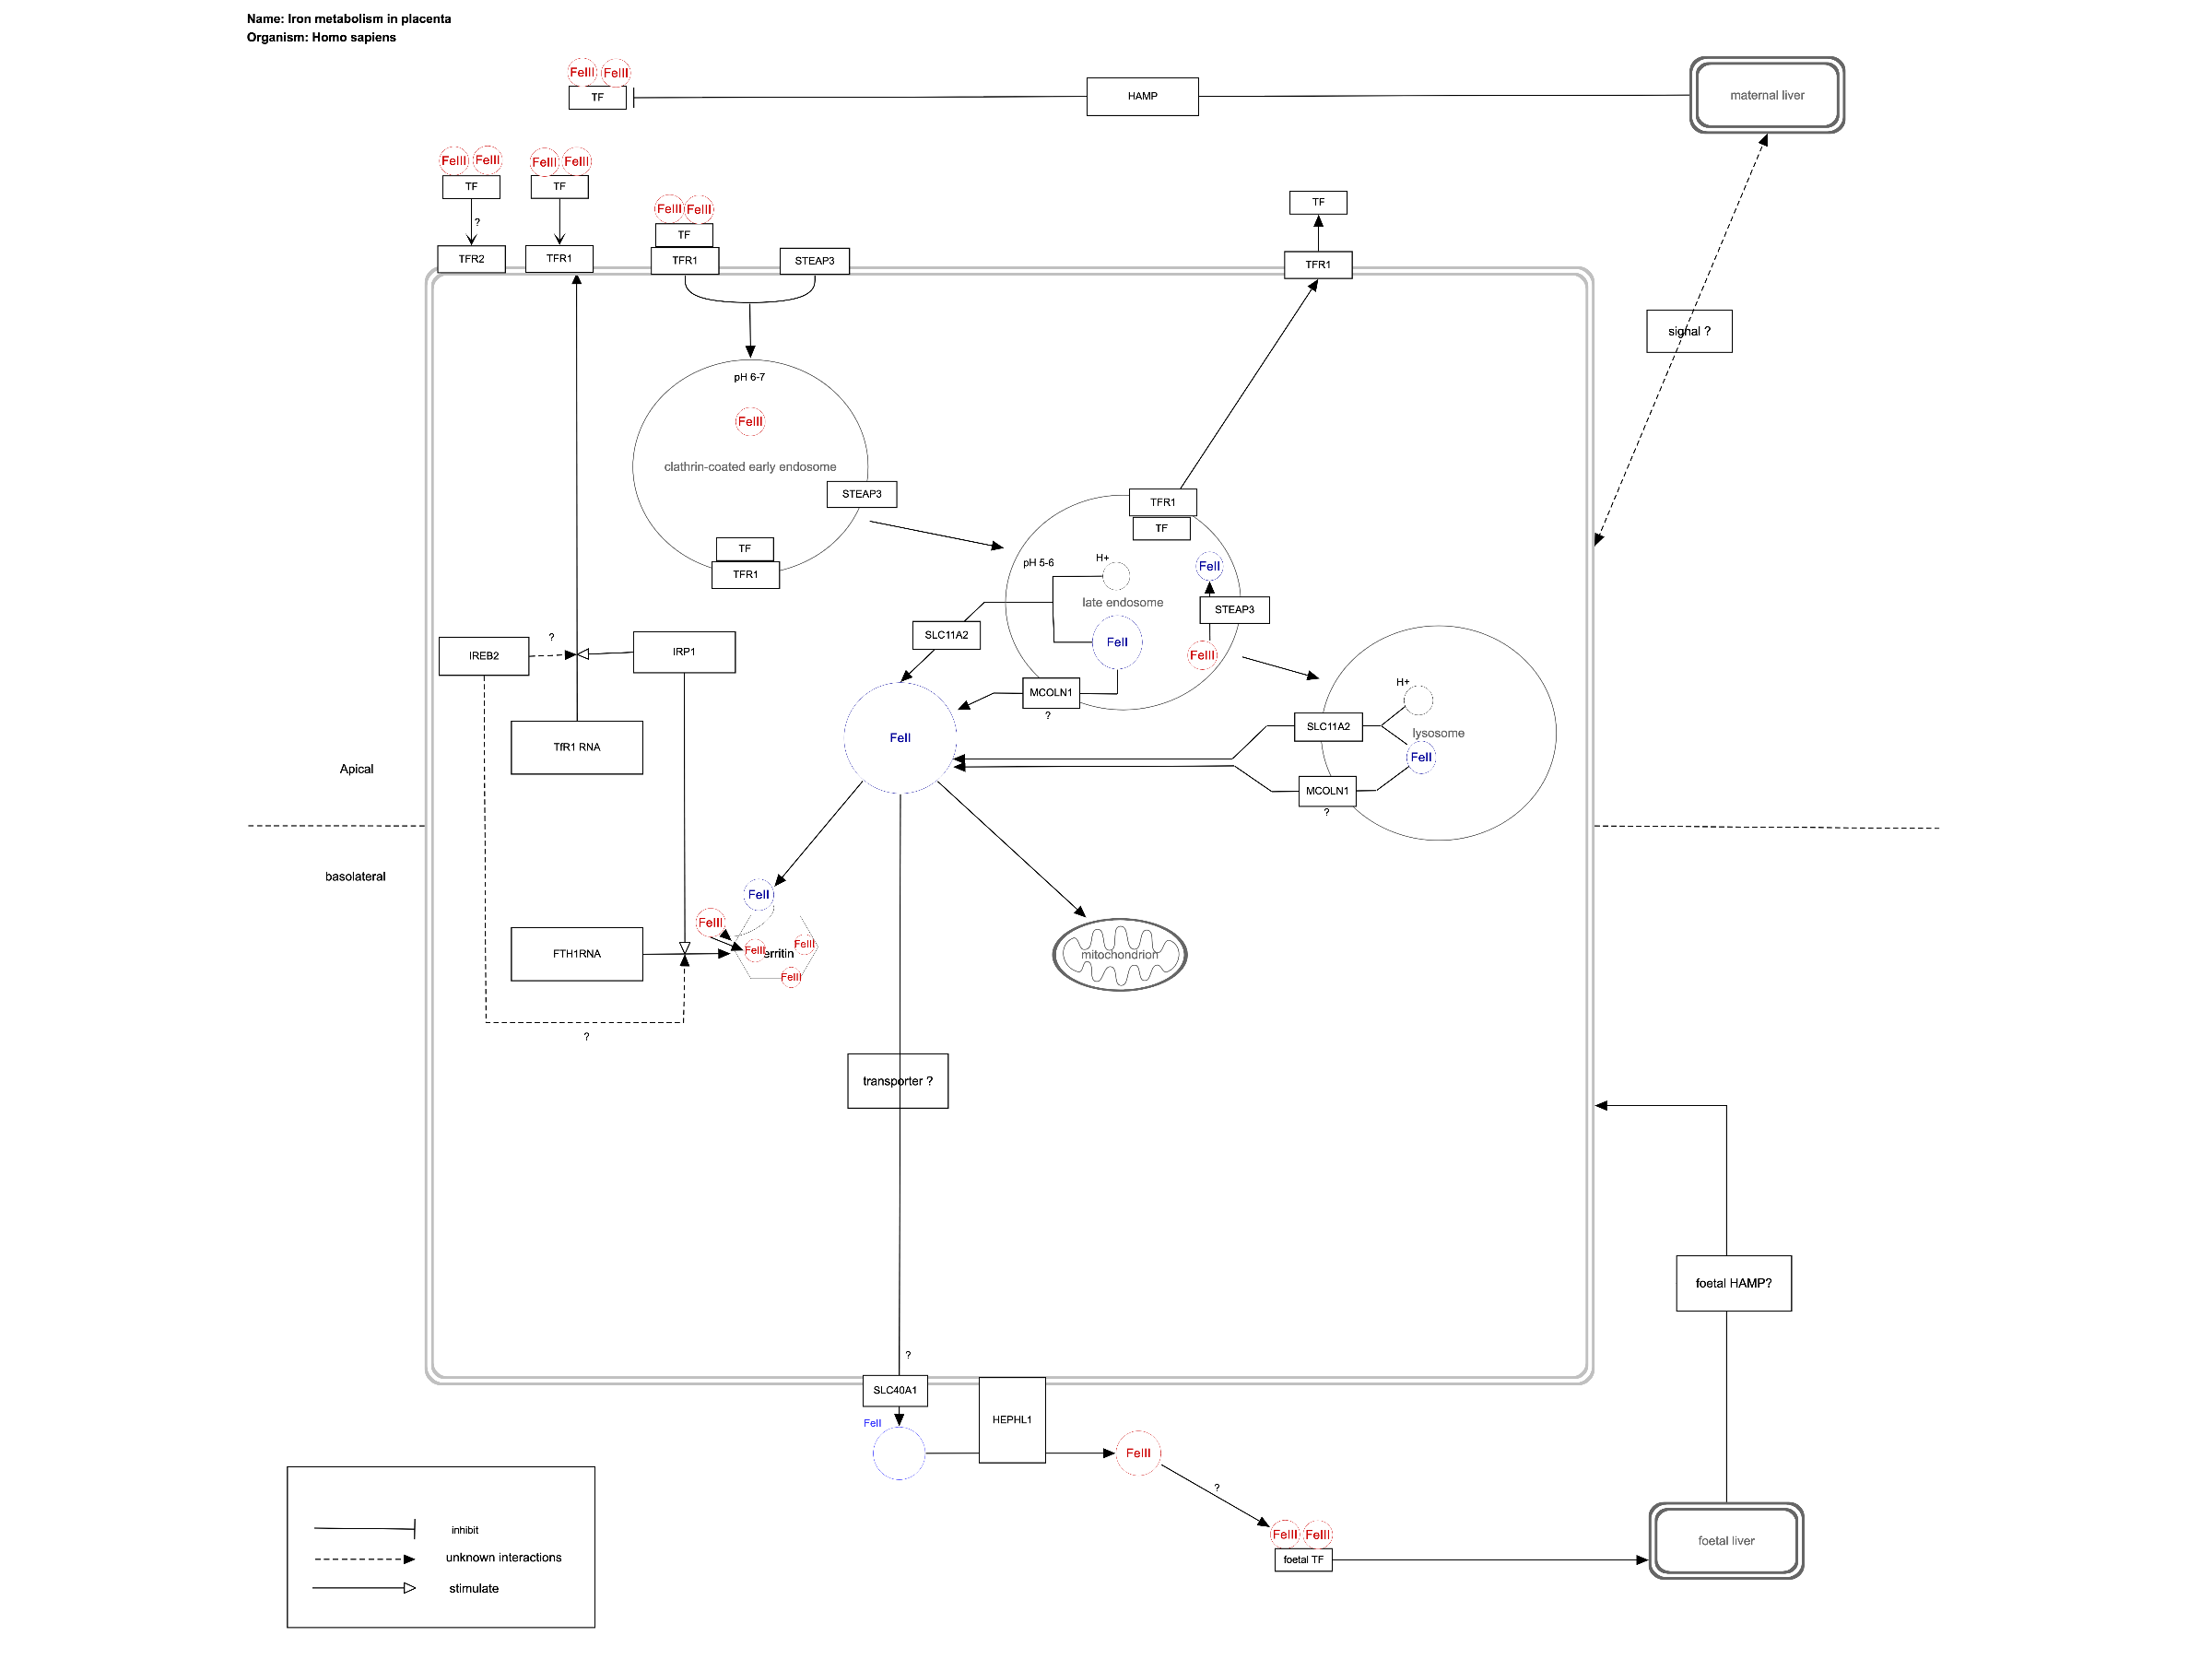 Name: Iron metabolism in placenta
Organism: Homo sapiens
FeIII FeIII
TF
HAMP
maternal liver
FeIII FeIII
TF
?
TFR2
FeIII FeIII
TF
TFR1
FeIII FeIII
TF
TFR1
STEAP3
TF
TFR1
signal ?
pH 6-7
FeIII
clathrin-coated early endosome
STEAP3
TF
TFR1
TFR1
TF
pH 5-6
H+
FeII
late endosome
STEAP3
FeII
FeIII
SLC11A2
MCOLN1
?
IREB2
?
IRP1
TfR1 RNA
FeII
H+
SLC11A2
lysosome
FeII
MCOLN1
?
Apical
basolateral
FeII
FeIII
FTH1RNA
FeIII
erritin
FeIII
FeIII
?
mitochondrion
transporter ?
foetal HAMP?
?
SLC40A1
FeII
HEPHL1
FeIII
?
FeIII FeIII
foetal TF
foetal liver
inhibit
unknown interactions
stimulate